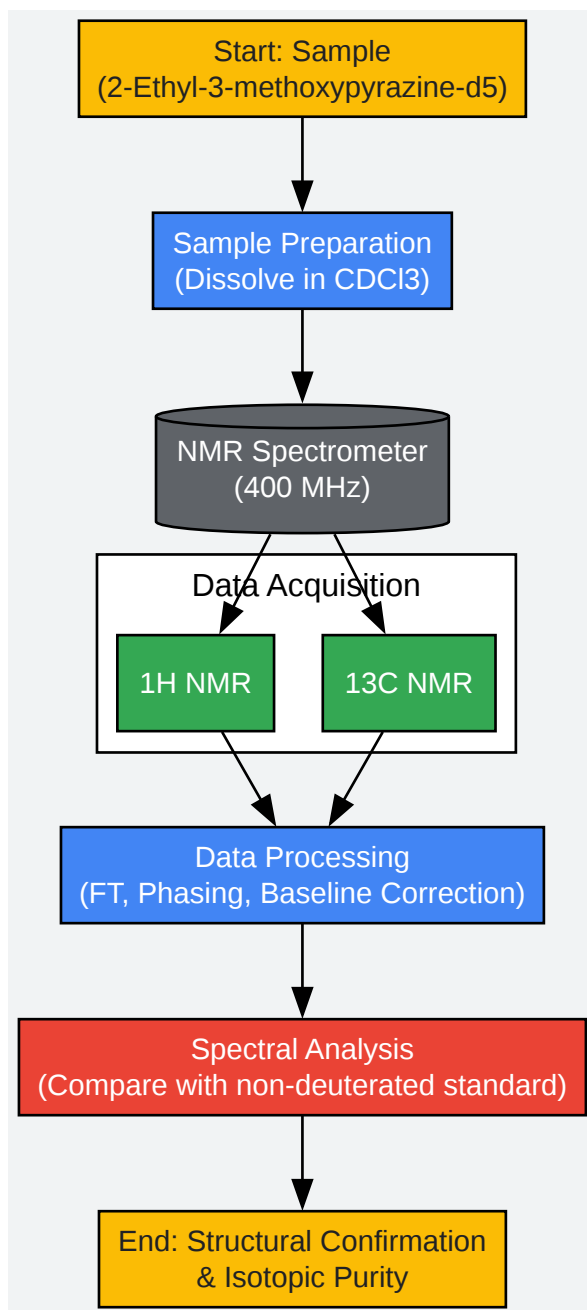 Start: Sample
(2-Ethyl-3-methoxypyrazine-d5)
Sample Preparation
(Dissolve in CDCl3)
NMR Spectrometer
(400 MHz)
Data Acquisition
1H NMR
13C NMR
Data Processing
(FT, Phasing, Baseline Correction)
Spectral Analysis
(Compare with non-deuterated standard)
End: Structural Confirmation
& Isotopic Purity